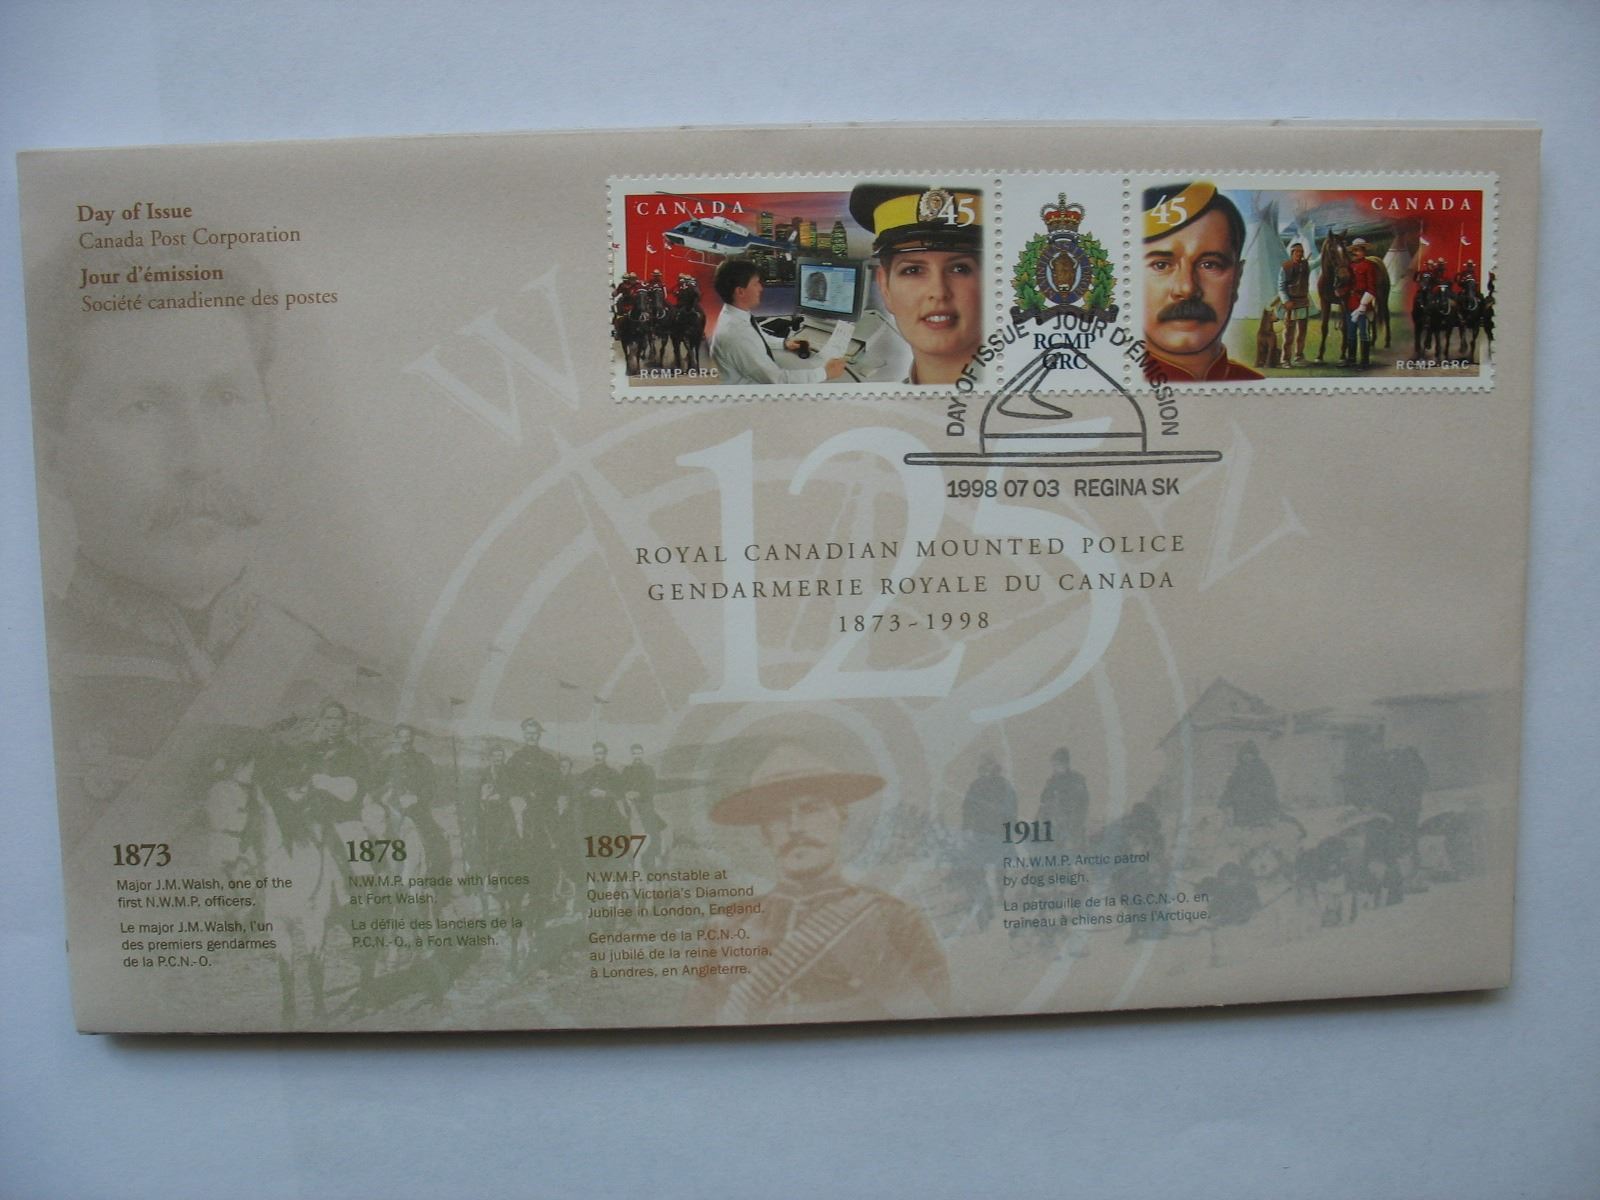 Day of Issue
Canada Post Corporation
Jour d'émission
Société canadienne des postes
CANADA
45
RCMP·GRC
RCMP
GRC
45
CANADA
RCMP·GRC
DAY OF ISSUE • JOUR D'ÉMISSION
1998 07 03 REGINA SK
W
N
125
ROYAL CANADIAN MOUNTED POLICE
GENDARMERIE ROYALE DU CANADA
1873-1998
1873
Major J.M. Walsh, one of the
first N.W.M.P. officers.
Le major J.M. Walsh, l'un
des premiers gendarmes
de la P.C.N.-O.
1878
N.W.M.P. parade with lances
at Fort Walsh.
La défilé des lanciers de la
P.C.N.-O., à Fort Walsh.
1897
N.W.M.P. constable at
Queen Victoria's Diamond
Jubilee in London, England.
Gendarme de la P.C.N.-O.
au jubilé de la reine Victoria,
à Londres, en Angleterre.
1911
R.N.W.M.P. Arctic patrol
by dog sleigh.
La patrouille de la R.G.C.N.-O. en
traîneau à chiens dans l'Arctique.